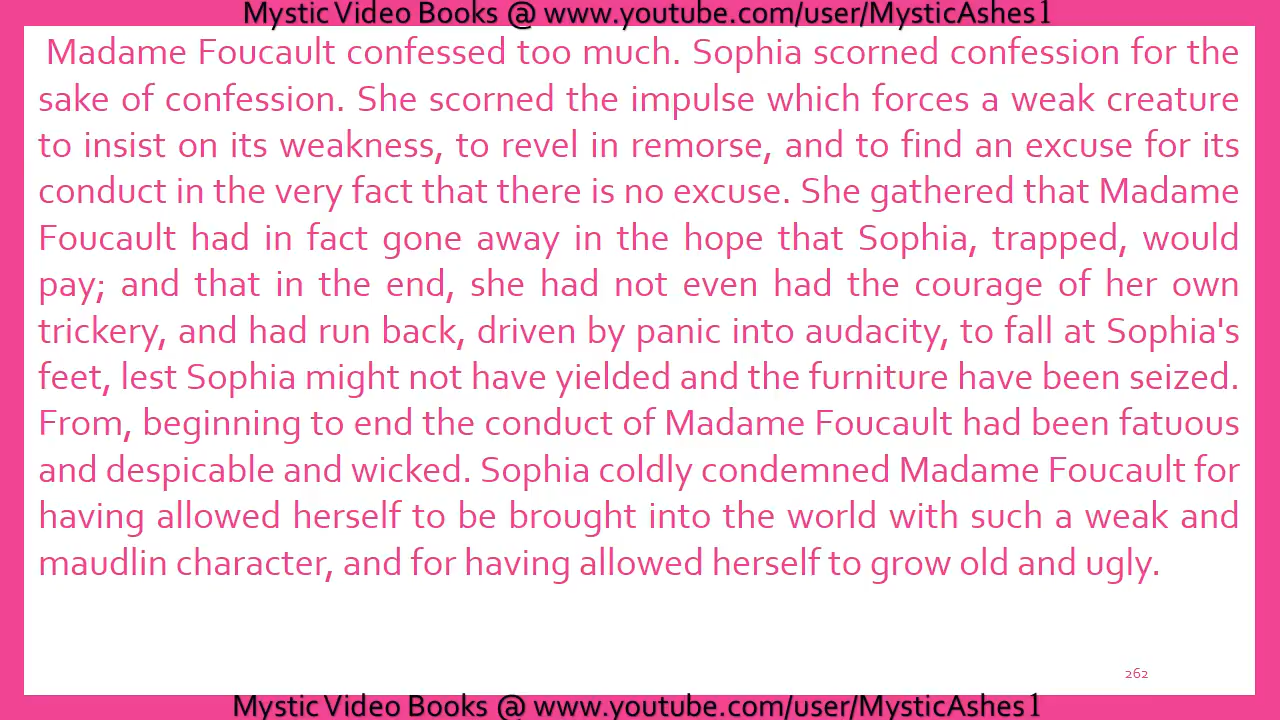 Mystic Video Books @ www.youtube.com/user/MysticAshes1
Madame Foucault confessed too much. Sophia scorned confession for the
sake of confession. She scorned the impulse which forces a weak creature
to insist on its weakness, to revel in remorse, and to find an excuse for its
conduct in the very fact that there is no excuse. She gathered that Madame
Foucault had in fact gone away in the hope that Sophia, trapped, would
pay; and that in the end, she had not even had the courage of her own
trickery, and had run back, driven by panic into audacity, to fall at Sophia's
feet, lest Sophia might not have yielded and the furniture have been seized.
From, beginning to end the conduct of Madame Foucault had been fatuous
and despicable and wicked. Sophia coldly condemned Madame Foucault for
having allowed herself to be brought into the world with such a weak and
maudlin character, and for having allowed herself to grow old and ugly.
262
Mystic Video Books @ www.youtube.com/user/MysticAshes1